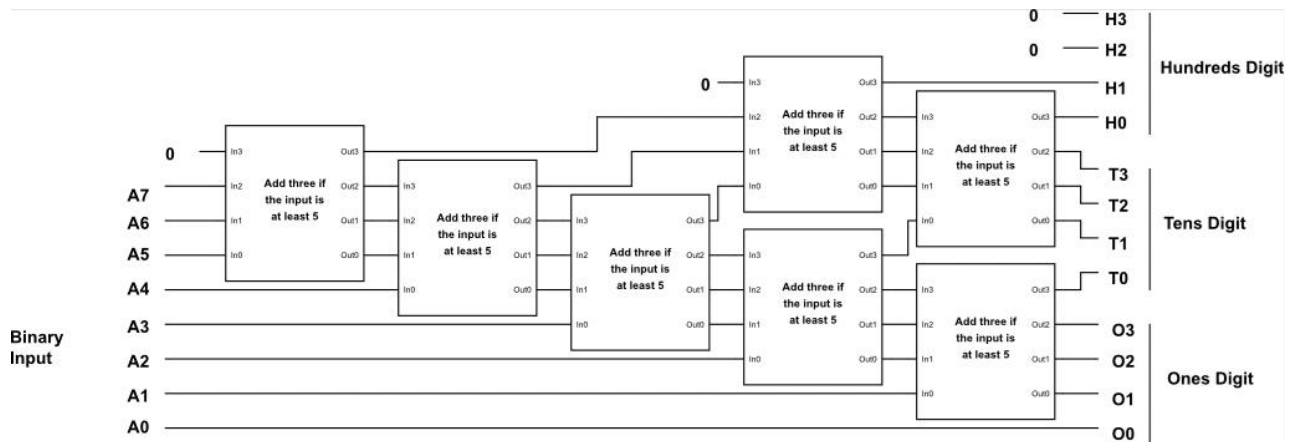 0 H3
0 H2
Hundreds Digit
0 In3 Out3 H1
Add three if
the input is
at least 5
In2 Out2 In3 Out3 H0
In1 Out1 In2 Out2 T3
In0 Out0 In1 Out1 T2
In0 Out0 T1
T0
Add three if
the input is
at least 5
Tens Digit
0 In3 Out3
A7 In2 Out2
A6 In1 Out1
A5 In0 Out0
Add three if
the input is
at least 5
In3 Out3
In2 Out2
In1 Out1
A4 In0 Out0
Add three if
the input is
at least 5
In3 Out3
In2 Out2
In1 Out1
A3 In0 Out0
Add three if
the input is
at least 5
In3 Out3
In2 Out2
In1 Out1
A2 In0 Out0
Add three if
the input is
at least 5
In3 Out3
In2 Out2 O3
In1 Out1 O2
A1 In0 Out0 O1
Add three if
the input is
at least 5
A0 O0
Binary
Input
Ones Digit